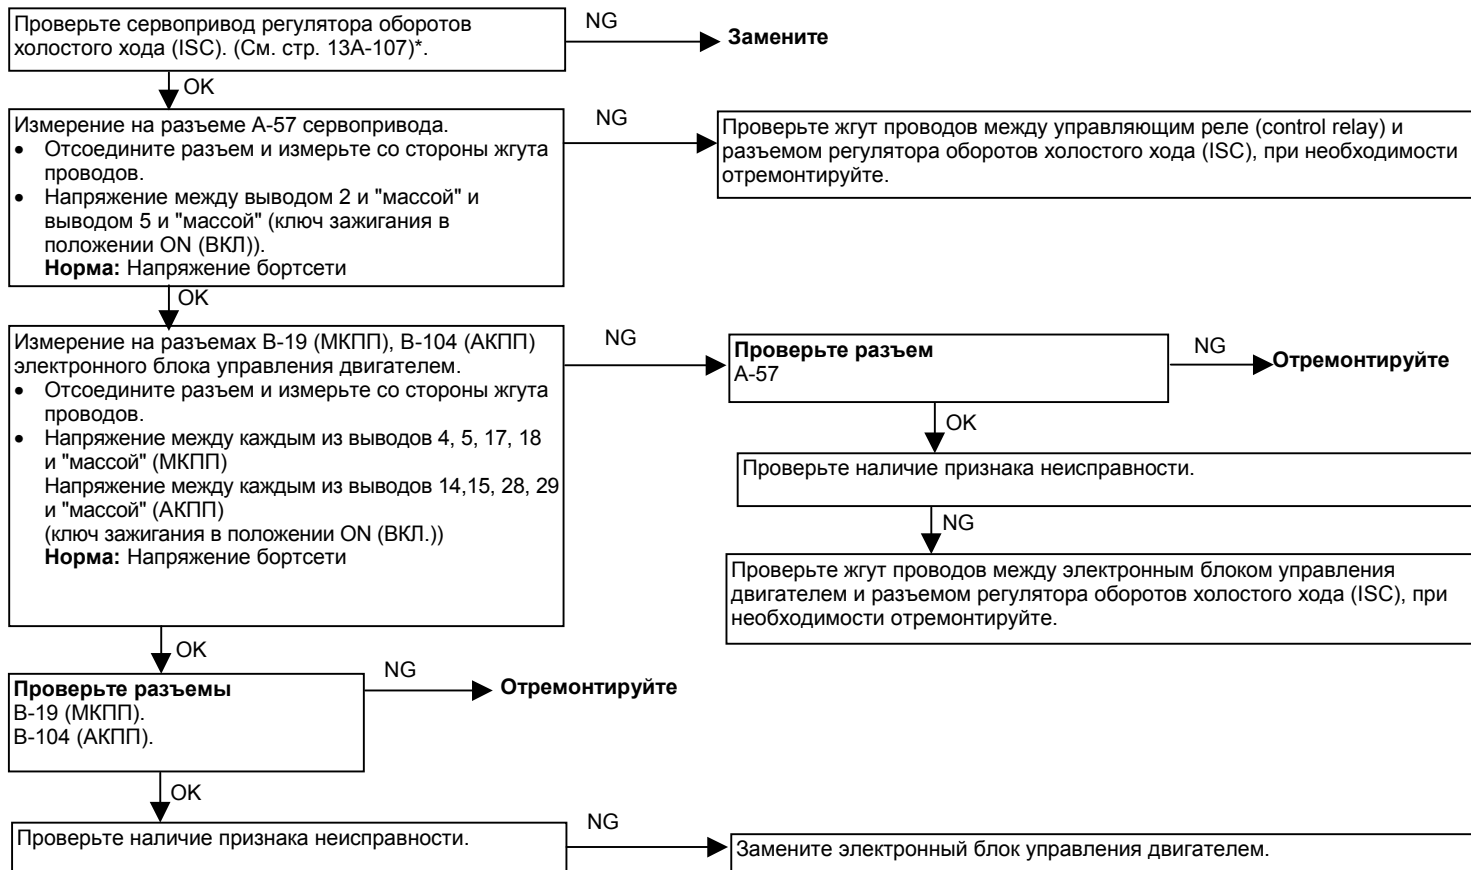 Проверьте сервопривод регулятора оборотов
холостого хода (ISC). (См. стр. 13А-107)*.
NG
Замените
OK
Измерение на разъеме А-57 сервопривода.
• Отсоедините разъем и измерьте со стороны жгута
проводов.
• Напряжение между выводом 2 и "массой" и
выводом 5 и "массой" (ключ зажигания в
положении ON (ВКЛ)).
Норма: Напряжение бортсети
NG
Проверьте жгут проводов между управляющим реле (control relay) и
разъемом регулятора оборотов холостого хода (ISC), при необходимости
отремонтируйте.
OK
Измерение на разъемах В-19 (МКПП), В-104 (АКПП)
электронного блока управления двигателем.
• Отсоедините разъем и измерьте со стороны жгута
проводов.
• Напряжение между каждым из выводов 4, 5, 17, 18
и "массой" (МКПП)
Напряжение между каждым из выводов 14,15, 28, 29
и "массой" (АКПП)
(ключ зажигания в положении ON (ВКЛ.))
Норма: Напряжение бортсети
NG
Проверьте разъем
А-57
NG
Отремонтируйте
OK
Проверьте наличие признака неисправности.
NG
Проверьте жгут проводов между электронным блоком управления
двигателем и разъемом регулятора оборотов холостого хода (ISC), при
необходимости отремонтируйте.
OK
Проверьте разъемы
В-19 (МКПП).
В-104 (АКПП).
NG
Отремонтируйте
OK
Проверьте наличие признака неисправности.
NG
Замените электронный блок управления двигателем.